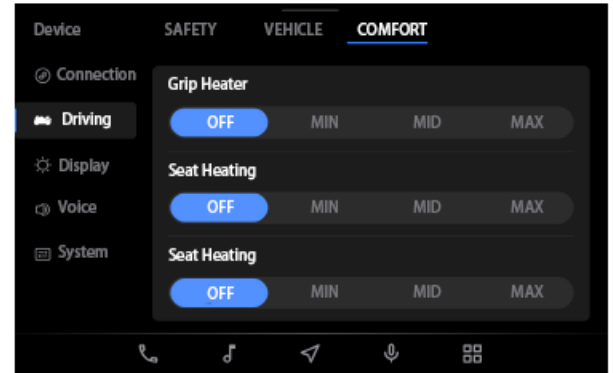 Device
SAFETY VEHICLE COMFORT
Connection
Driving
Display
Voice
System
Grip Heater
OFF MIN MID MAX
Seat Heating
OFF MIN MID MAX
Seat Heating
OFF MIN MID MAX